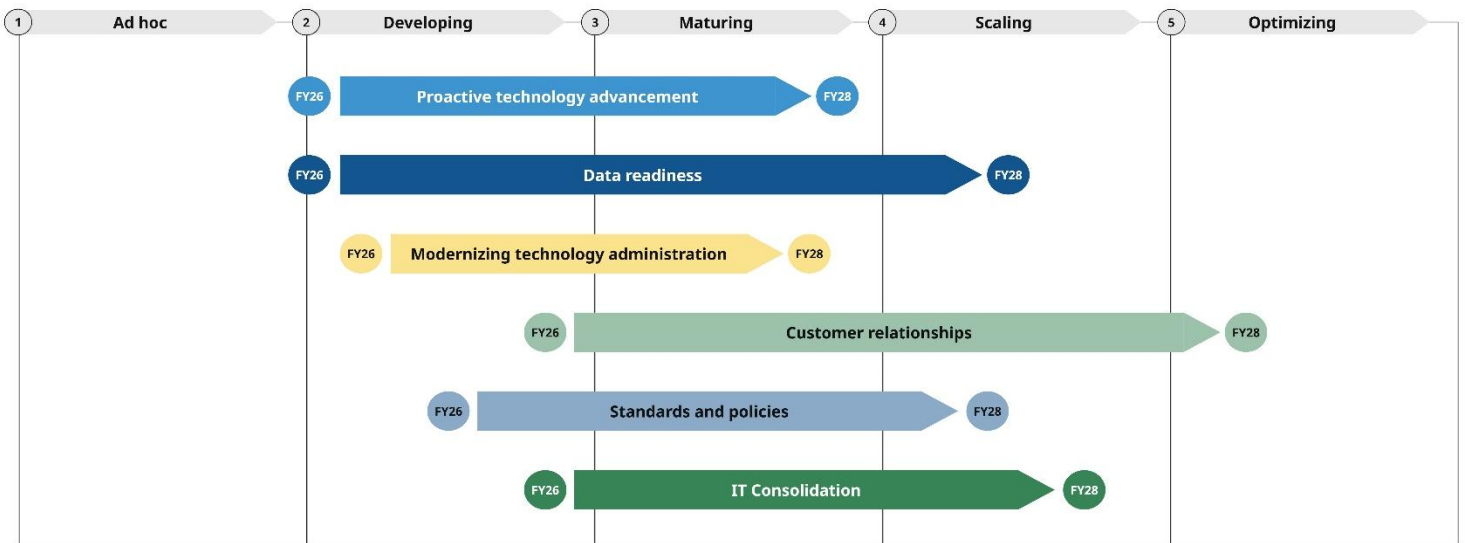 1 Ad hoc 2 Developing 3 Maturing 4 Scaling 5 Optimizing
FY26 Proactive technology advancement FY28
FY26 Data readiness FY28
FY26 Modernizing technology administration FY28
FY26 Customer relationships FY28
FY26 Standards and policies FY28
FY26 IT Consolidation FY28